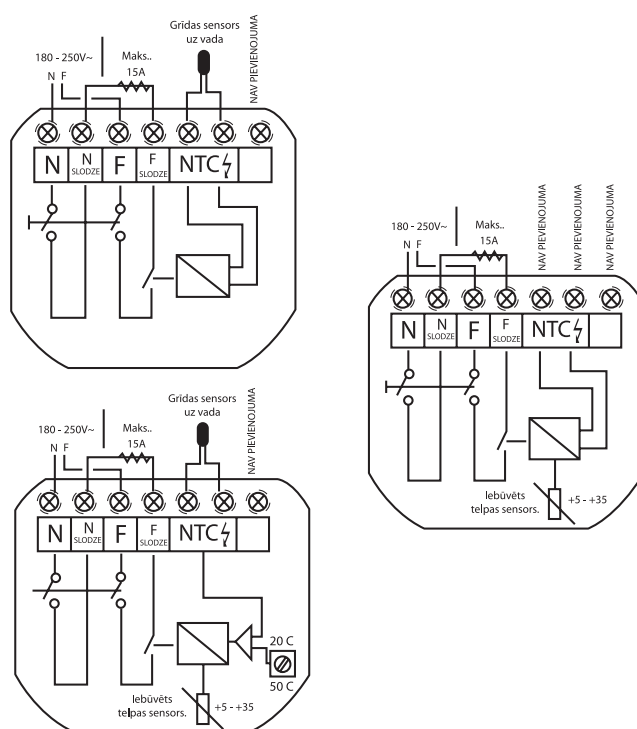 Grīdas sensors
uz vada
180 - 250V~
Maks..
15A
N F
NAV PIEVIENOJUMA
N
N
SLODZE
F
F
SLODZE
NTC
180 - 250V~
Maks..
15A
N F
NAV PIEVIENOJUMA
NAV PIEVIENOJUMA
NAV PIEVIENOJUMA
N
N
SLODZE
F
F
SLODZE
NTC
Iebūvēts
telpas sensors.
+5 - +35
Grīdas sensors
uz vada
180 - 250V~
Maks..
15A
N F
NAV PIEVIENOJUMA
N
N
SLODZE
F
F
SLODZE
NTC
20 C
50 C
Iebūvēts
telpas sensors.
+5 - +35